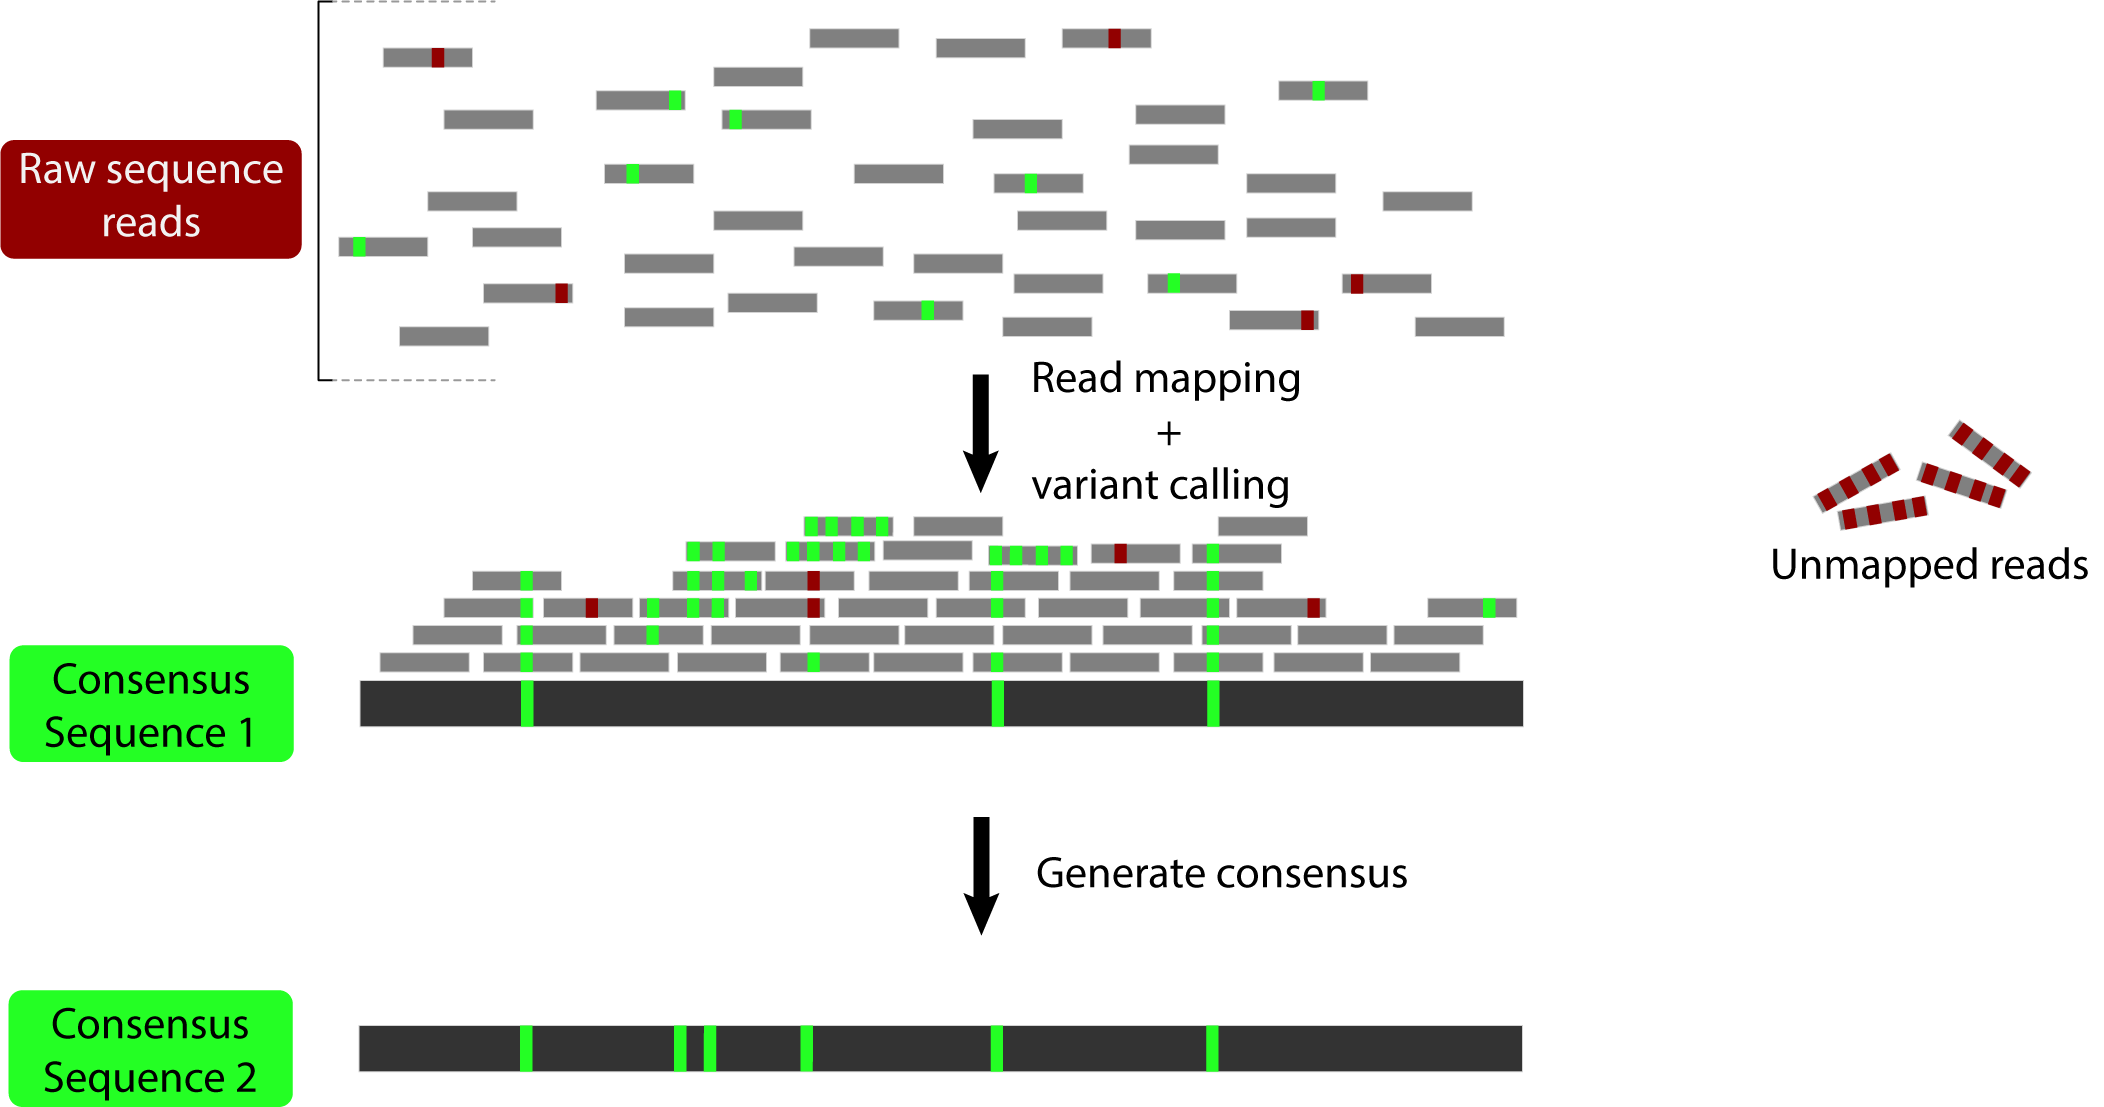 Raw sequence
reads
Read mapping
+
variant calling
Unmapped reads
Consensus
Sequence 1
Generate consensus
Consensus
Sequence 2